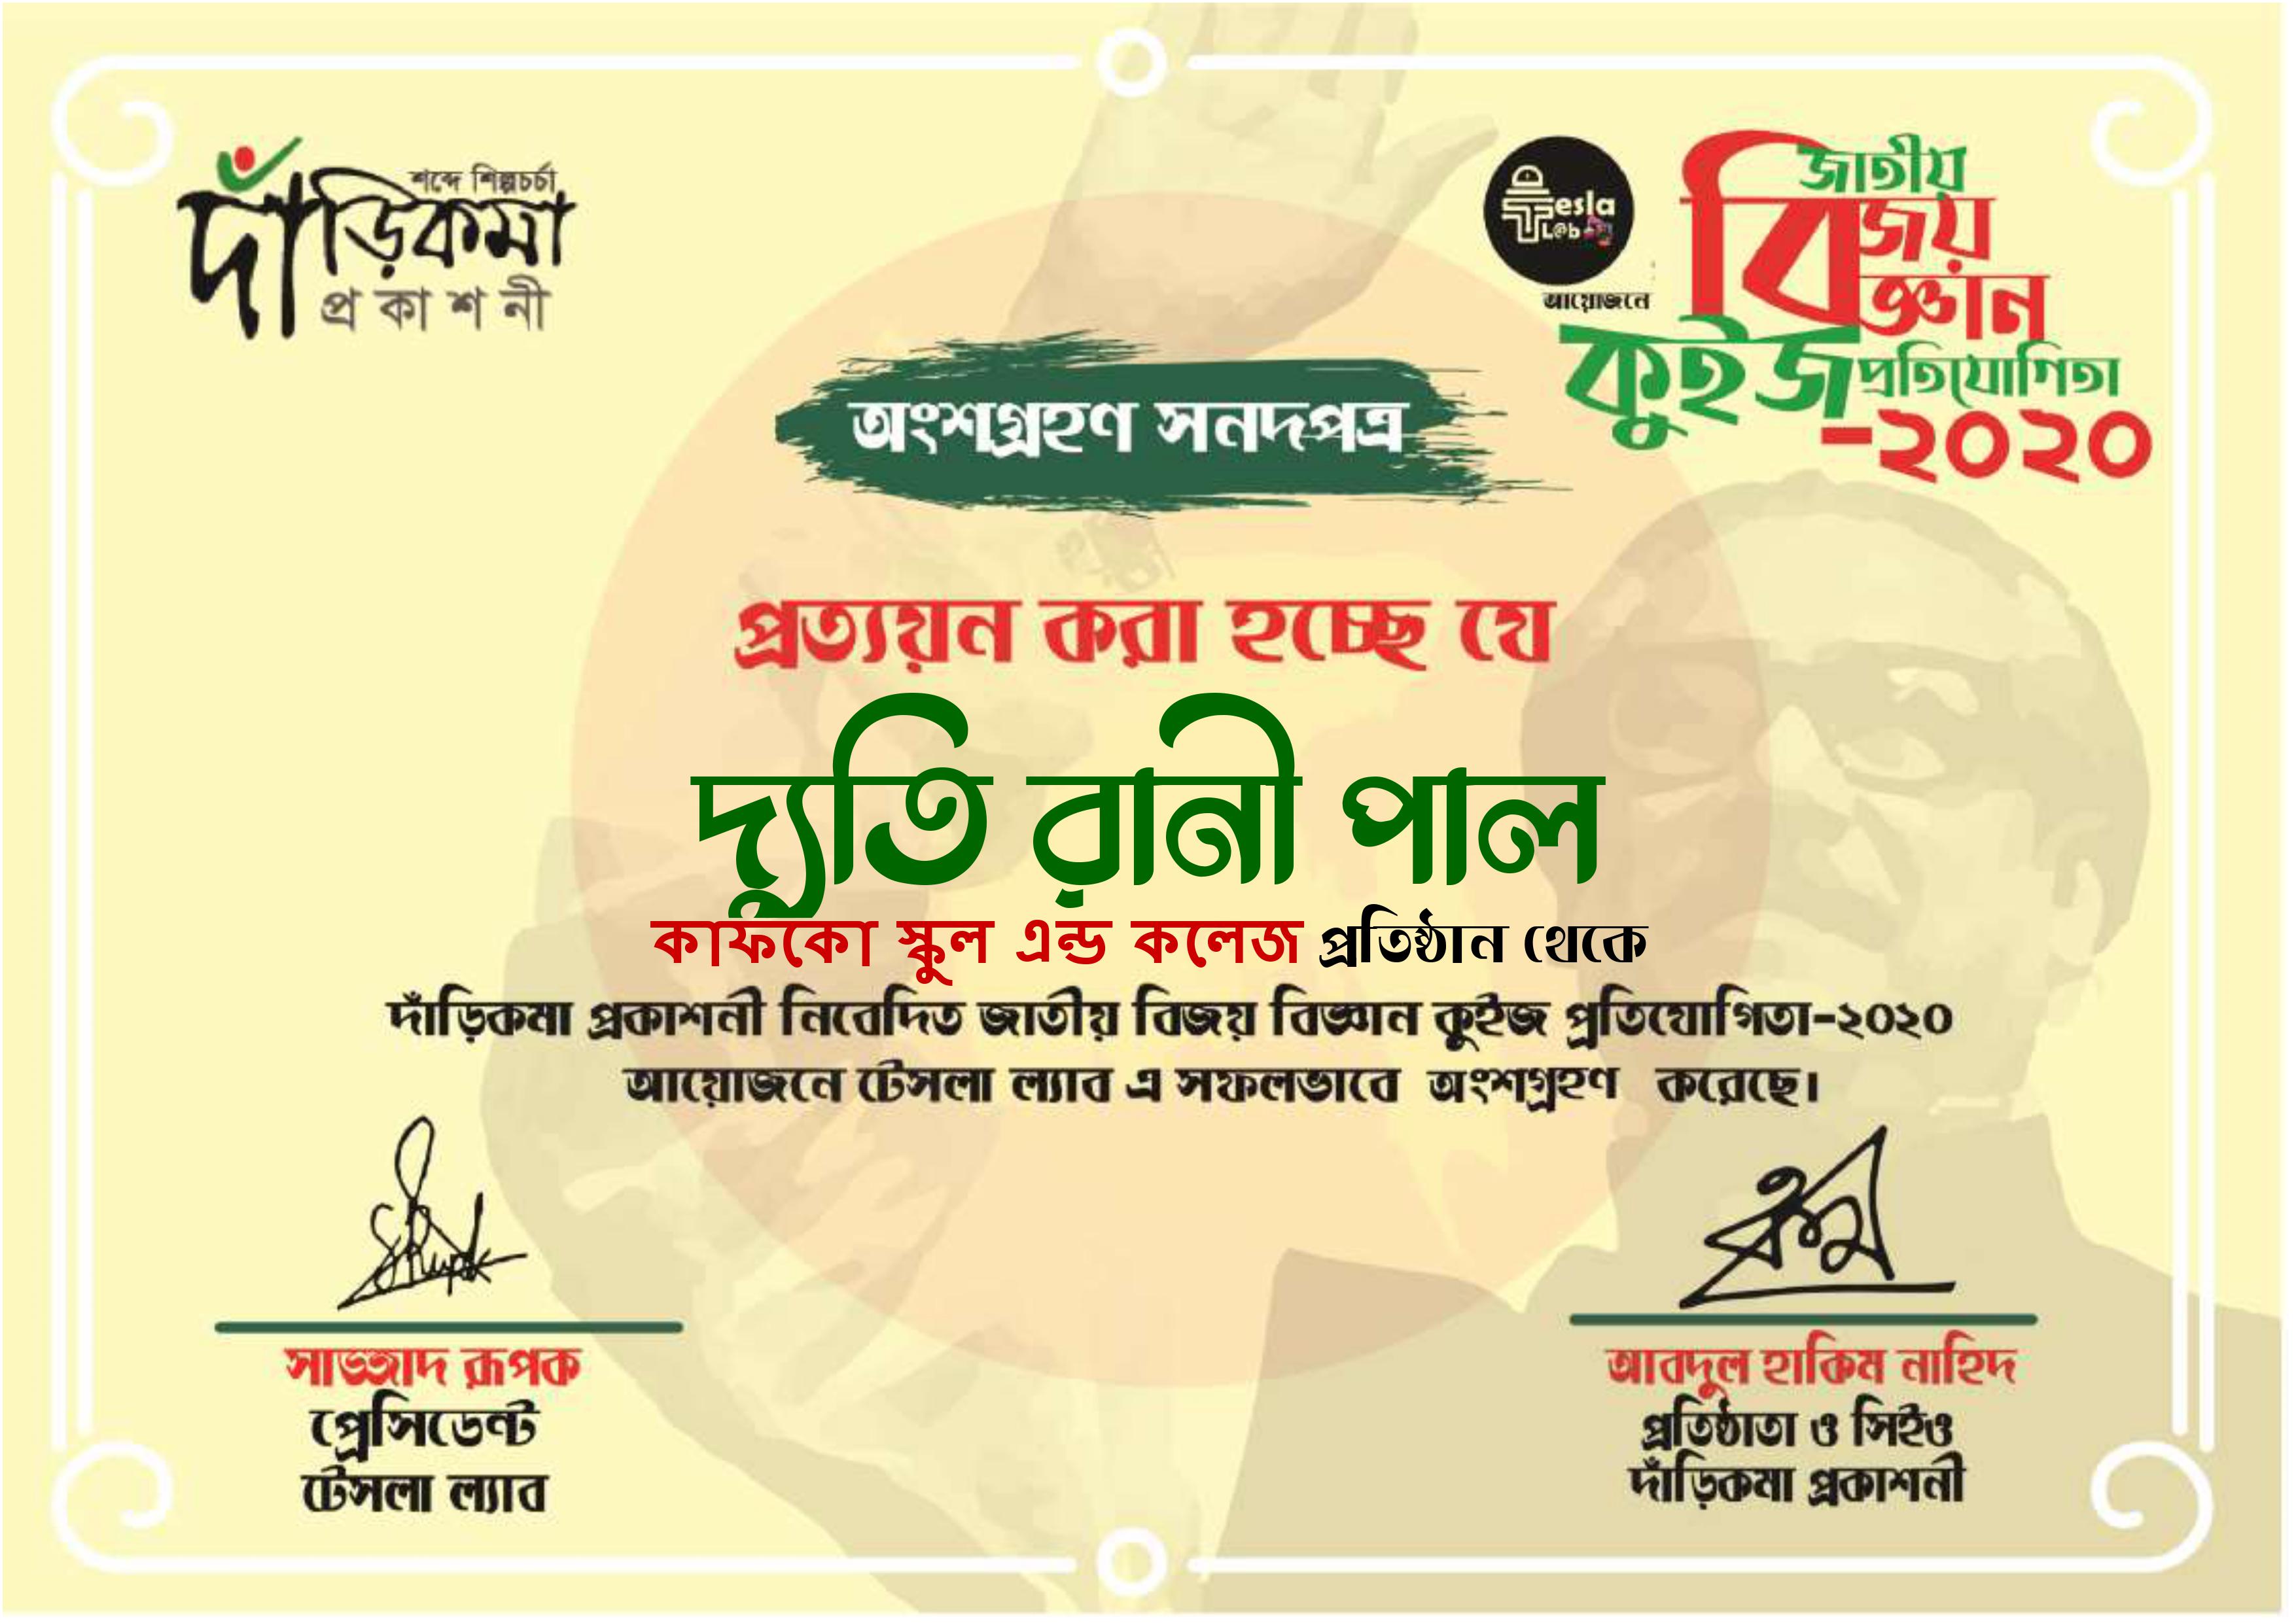 শব্দে শিল্পচর্চা
দাঁড়িকমা
প্রকাশনী
Tesla
L@b
আয়োজনে
জাতীয়
বিজয়
বিজ্ঞান
কুইজ প্রতিযোগিতা
-২০২০
অংশগ্রহণ সনদপত্র
প্রত্যয়ন করা হচ্ছে যে
দ্যুতি রানী পাল
কাফকো স্কুল এন্ড কলেজ প্রতিষ্ঠান থেকে
দাঁড়িকমা প্রকাশনী নিবেদিত জাতীয় বিজয় বিজ্ঞান কুইজ প্রতিযোগিতা-২০২০
আয়োজনে টেসলা ল্যাব এ সফলভাবে অংশগ্রহণ করেছে।
সাজ্জাদ রূপক
প্রেসিডেন্ট
টেসলা ল্যাব
আবদুল হাকিম নাহিদ
প্রতিষ্ঠাতা ও সিইও
দাঁড়িকমা প্রকাশনী